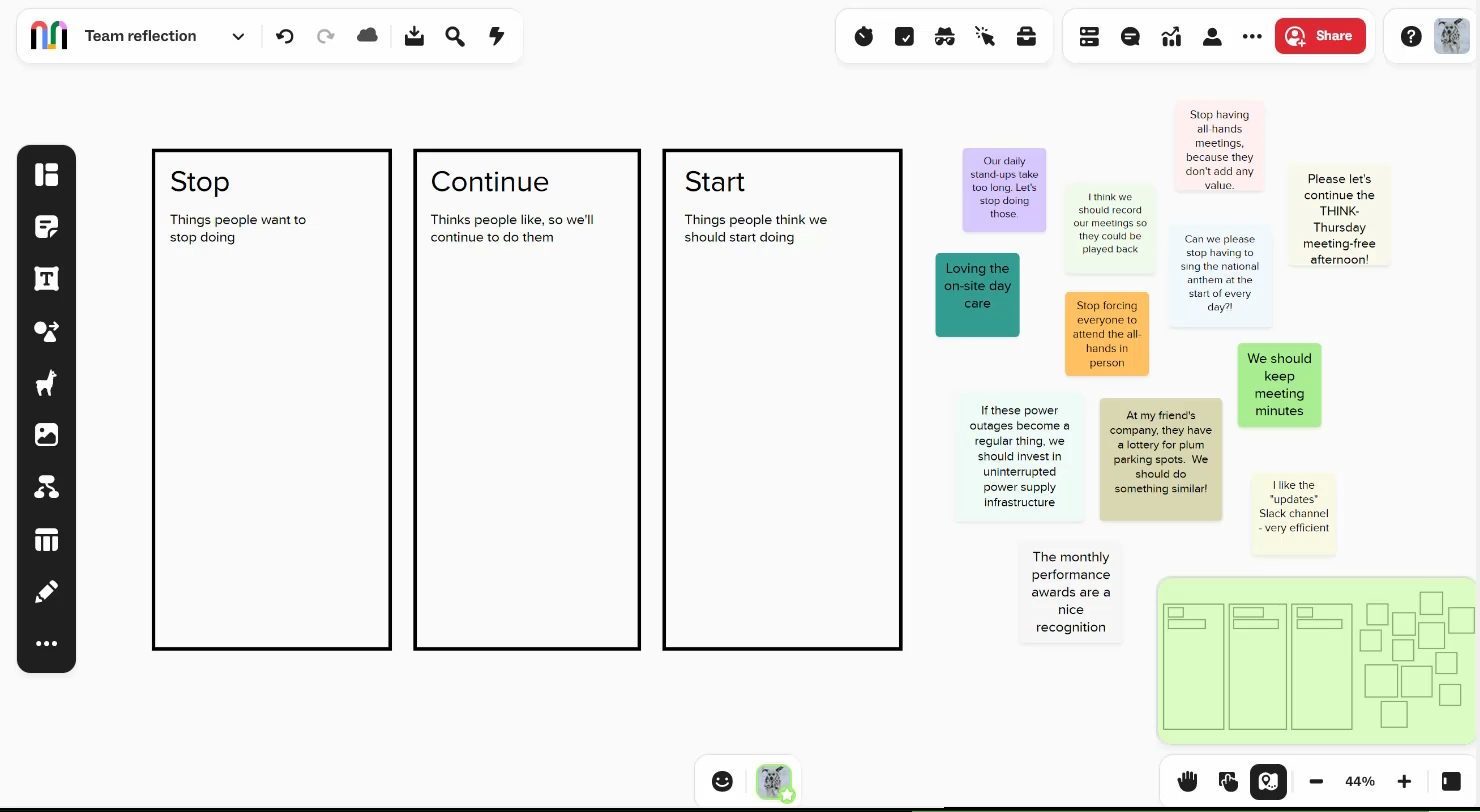 Team reflection
Share
Stop
Things people want to
stop doing
Continue
Thinks people like, so we'll
continue to do them
Start
Things people think we
should start doing
Our daily
stand-ups take
too long. Let's
stop doing
those.
I think we
should record
our meetings so
they could be
played back
Stop having
all-hands
meetings,
because they
don't add any
value.
Please let's
continue the
THINK-
Thursday
meeting-free
afternoon!
Loving the
on-site day
care
Can we please
stop having to
sing the national
anthem at the
start of every
day?!
Stop forcing
everyone to
attend the all-
hands in
person
We should
keep
meeting
minutes
If these power
outages become a
regular thing, we
should invest in
uninterrupted
power supply
infrastructure
At my friend's
company, they have
a lottery for plum
parking spots. We
should do
something similar!
I like the
"updates"
Slack channel
- very efficient
The monthly
performance
awards are a
nice
recognition
44%